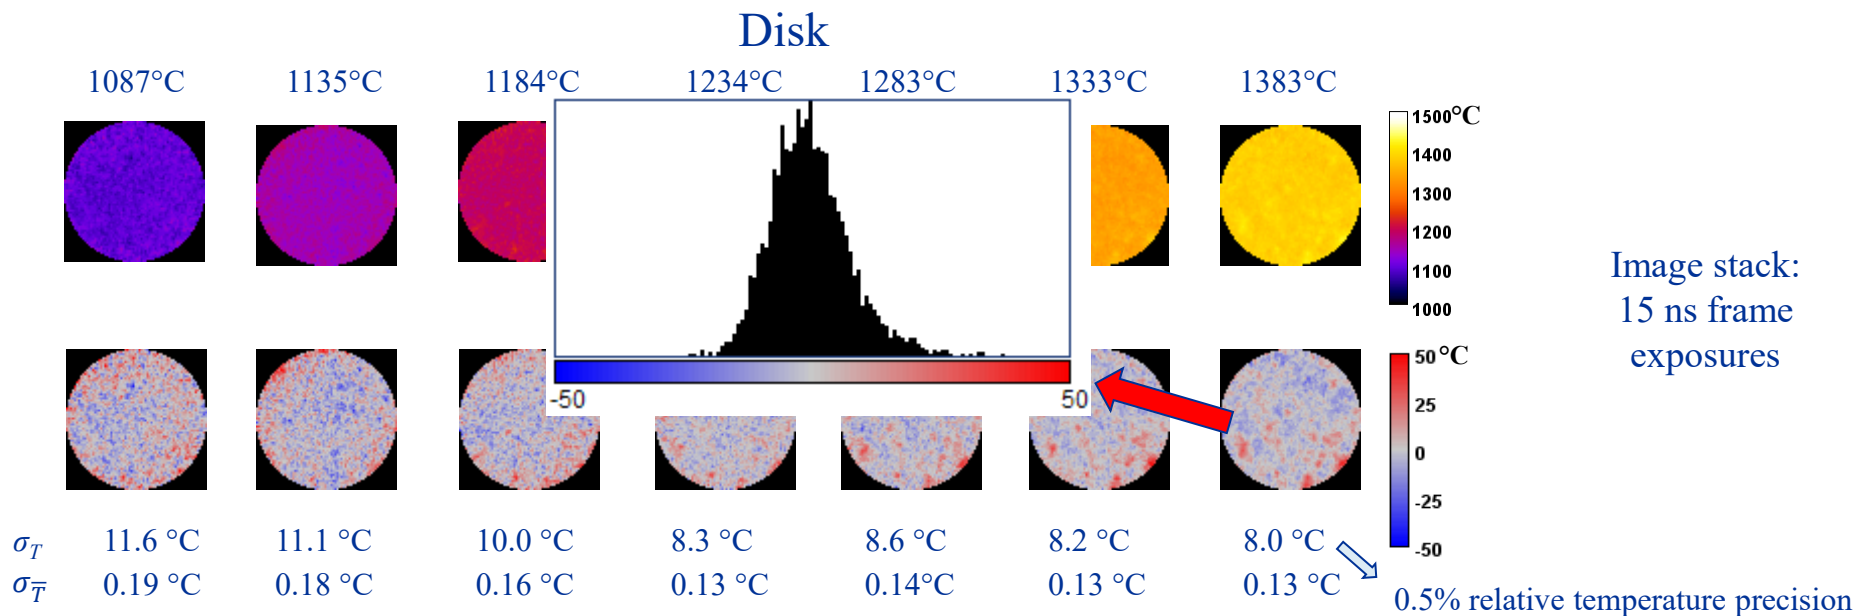 Disk
1087°C 1135°C 1184°C 1234°C 1283°C 1333°C 1383°C
1500°C
1400
1300
1200
1100
1000
Image stack:
15 ns frame
exposures
50 °C
25
0
-25
-50
-50 50
σT 11.6 °C 11.1 °C 10.0 °C 8.3 °C 8.6 °C 8.2 °C 8.0 °C
σT̅ 0.19 °C 0.18 °C 0.16 °C 0.13 °C 0.14°C 0.13 °C 0.13 °C
0.5% relative temperature precision